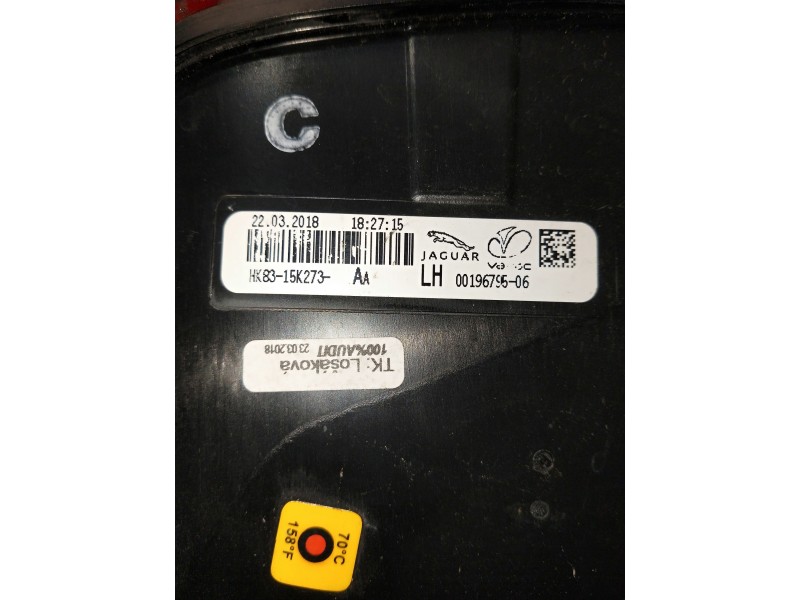 C
22.03.2018 18:27:15
JAGUAR
HK83-15K273- AA LH 00196795-06
TK: Lošáková
100%AUDIT
23.03.2018
70°C
158°F